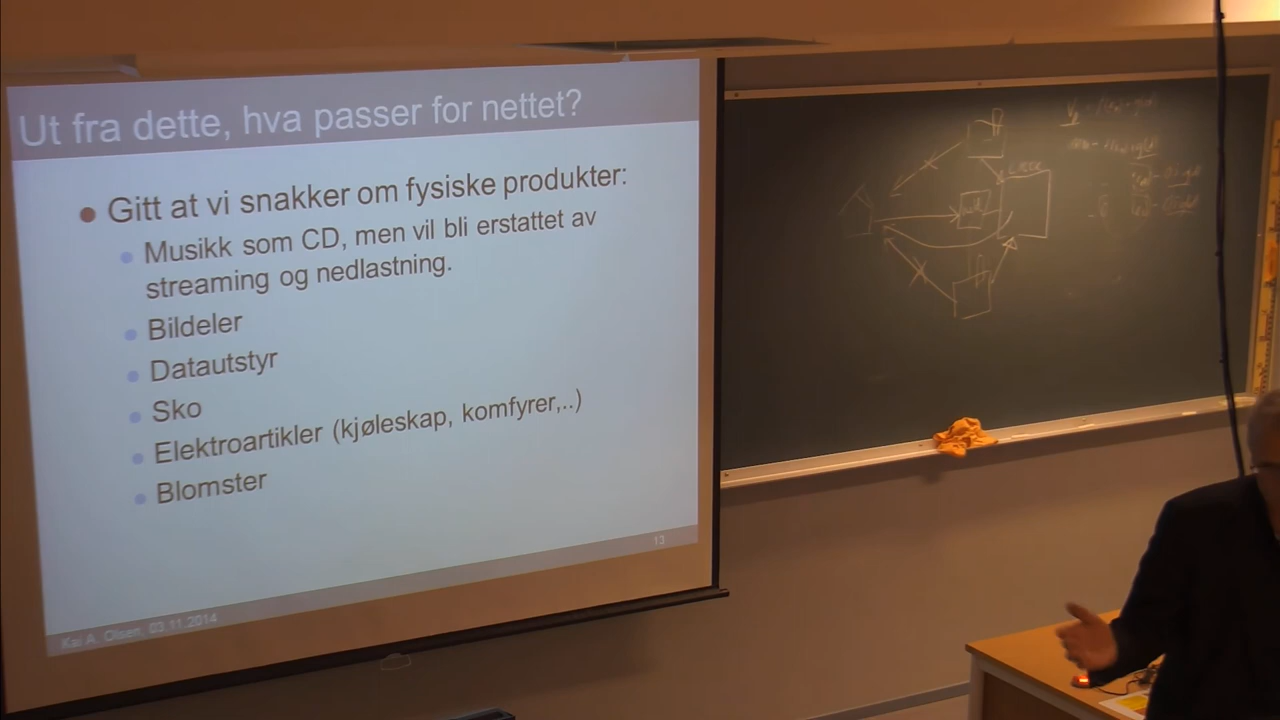 Ut fra dette, hva passer for nettet?
Gitt at vi snakker om fysiske produkter:
Musikk som CD, men vil bli erstattet av
streaming og nedlastning.
Bildeler
Datautstyr
Sko
Elektroartikler (kjøleskap, komfyrer,..)
Blomster
13
Kai A. Olsen, 03.11.2014